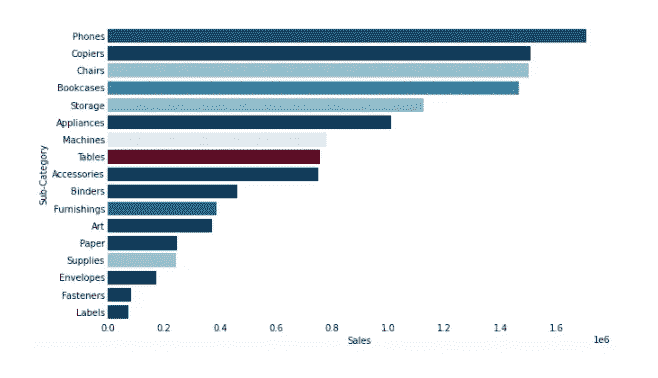 Phones
Copiers
Chairs
Bookcases
Storage
Appliances
Machines
Tables
Accessories
Binders
Furnishings
Art
Paper
Supplies
Envelopes
Fasteners
Labels
Sub-Category
0.0 0.2 0.4 0.6 0.8 1.0 1.2 1.4 1.6
1e6
Sales